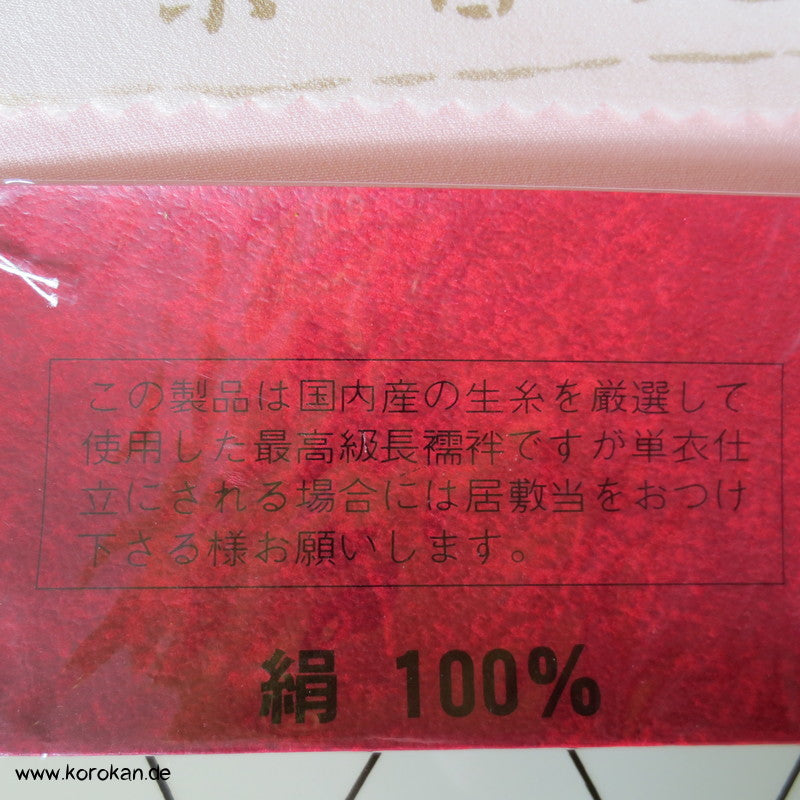 この製品は国内産の生糸を厳選して
使用した最高級長襦袢ですが単衣仕
立にされる場合には居敷当をおつけ
下さる様お願いします。
絹 100%
www.korokan.de